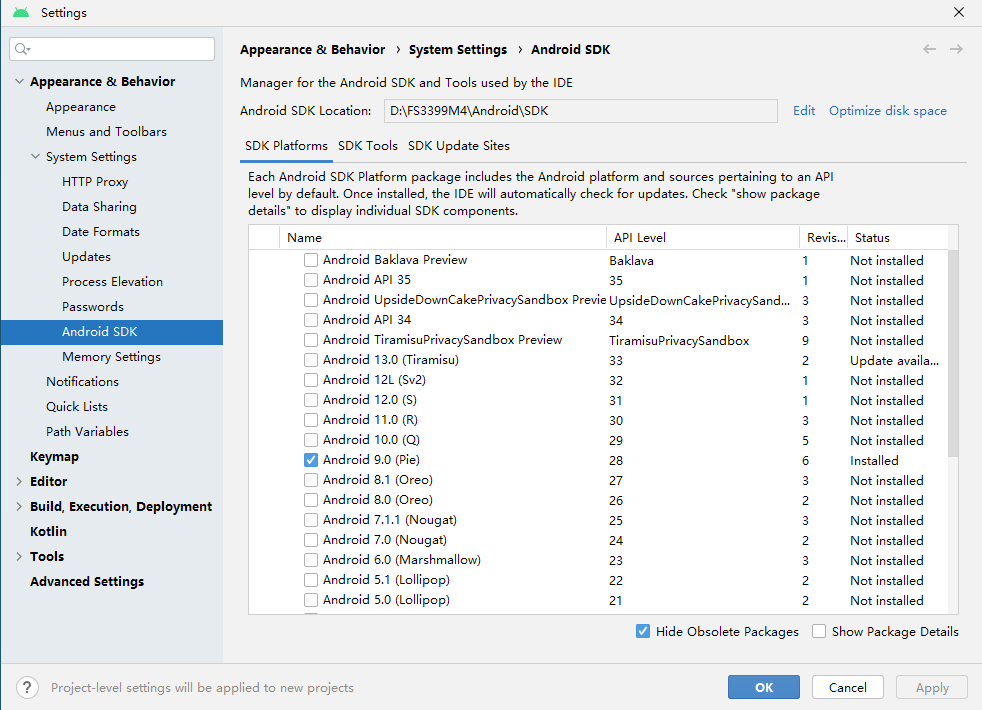 Settings
Appearance & Behavior
Appearance
Menus and Toolbars
System Settings
HTTP Proxy
Data Sharing
Date Formats
Updates
Process Elevation
Passwords
Android SDK
Memory Settings
Notifications
Quick Lists
Path Variables
Keymap
Editor
Build, Execution, Deployment
Kotlin
Tools
Advanced Settings
Appearance & Behavior › System Settings › Android SDK
Manager for the Android SDK and Tools used by the IDE
Android SDK Location: D:\FS3399M4\Android\SDK Edit Optimize disk space
SDK Platforms SDK Tools SDK Update Sites
Each Android SDK Platform package includes the Android platform and sources pertaining to an API
level by default. Once installed, the IDE will automatically check for updates. Check "show package
details" to display individual SDK components.
Name API Level Revis... Status
Android Baklava Preview Baklava 1 Not installed
Android API 35 35 1 Not installed
Android UpsideDownCakePrivacySandbox Previe UpsideDownCakePrivacySand... 3 Not installed
Android API 34 34 3 Not installed
Android TiramisuPrivacySandbox Preview TiramisuPrivacySandbox 9 Not installed
Android 13.0 (Tiramisu) 33 2 Update availa...
Android 12L (Sv2) 32 1 Not installed
Android 12.0 (S) 31 1 Not installed
Android 11.0 (R) 30 3 Not installed
Android 10.0 (Q) 29 5 Not installed
Android 9.0 (Pie) 28 6 Installed
Android 8.1 (Oreo) 27 3 Not installed
Android 8.0 (Oreo) 26 2 Not installed
Android 7.1.1 (Nougat) 25 3 Not installed
Android 7.0 (Nougat) 24 2 Not installed
Android 6.0 (Marshmallow) 23 3 Not installed
Android 5.1 (Lollipop) 22 2 Not installed
Android 5.0 (Lollipop) 21 2 Not installed
Hide Obsolete Packages Show Package Details
? Project-level settings will be applied to new projects
OK Cancel Apply